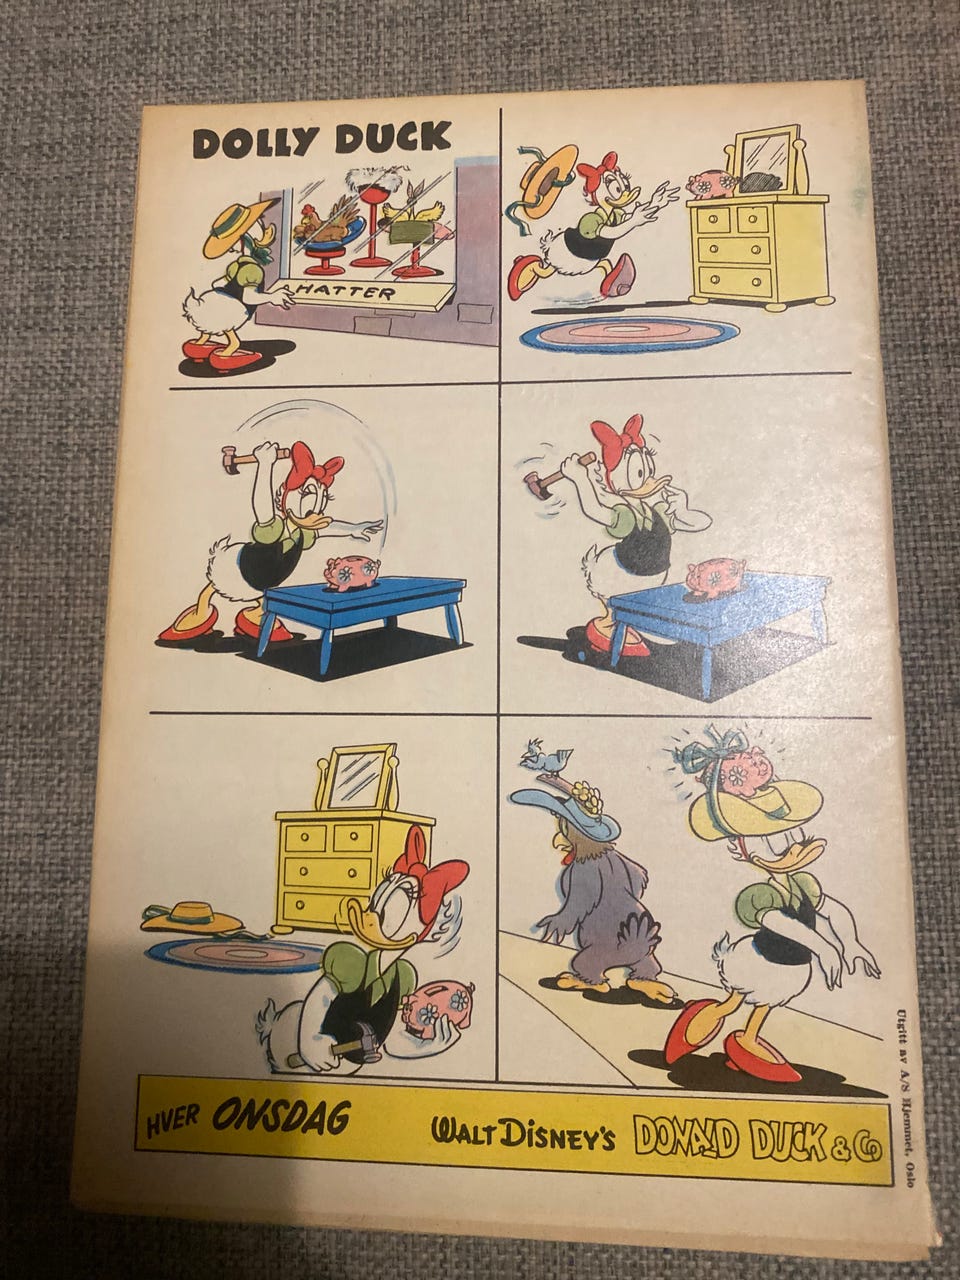 DOLLY DUCK
HATTER
HVER ONSDAG
WALT DISNEY'S DONALD DUCK & Co
Utgitt av A/S Hjemmet, Oslo